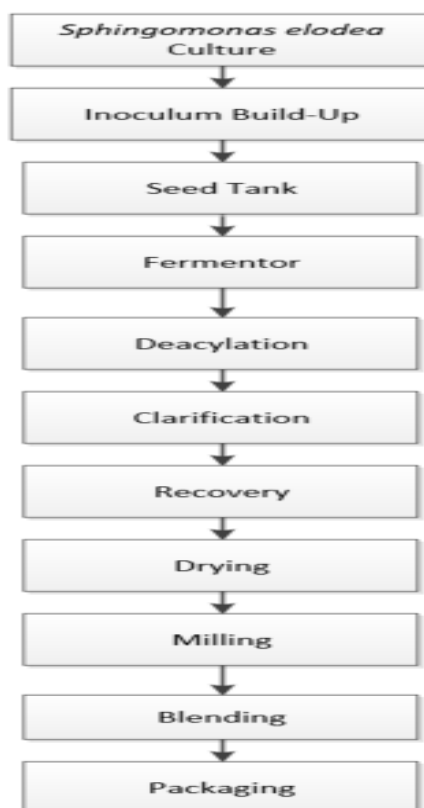 Sphingomonas elodea
Culture
Inoculum Build-Up
Seed Tank
Fermentor
Deacylation
Clarification
Recovery
Drying
Milling
Blending
Packaging